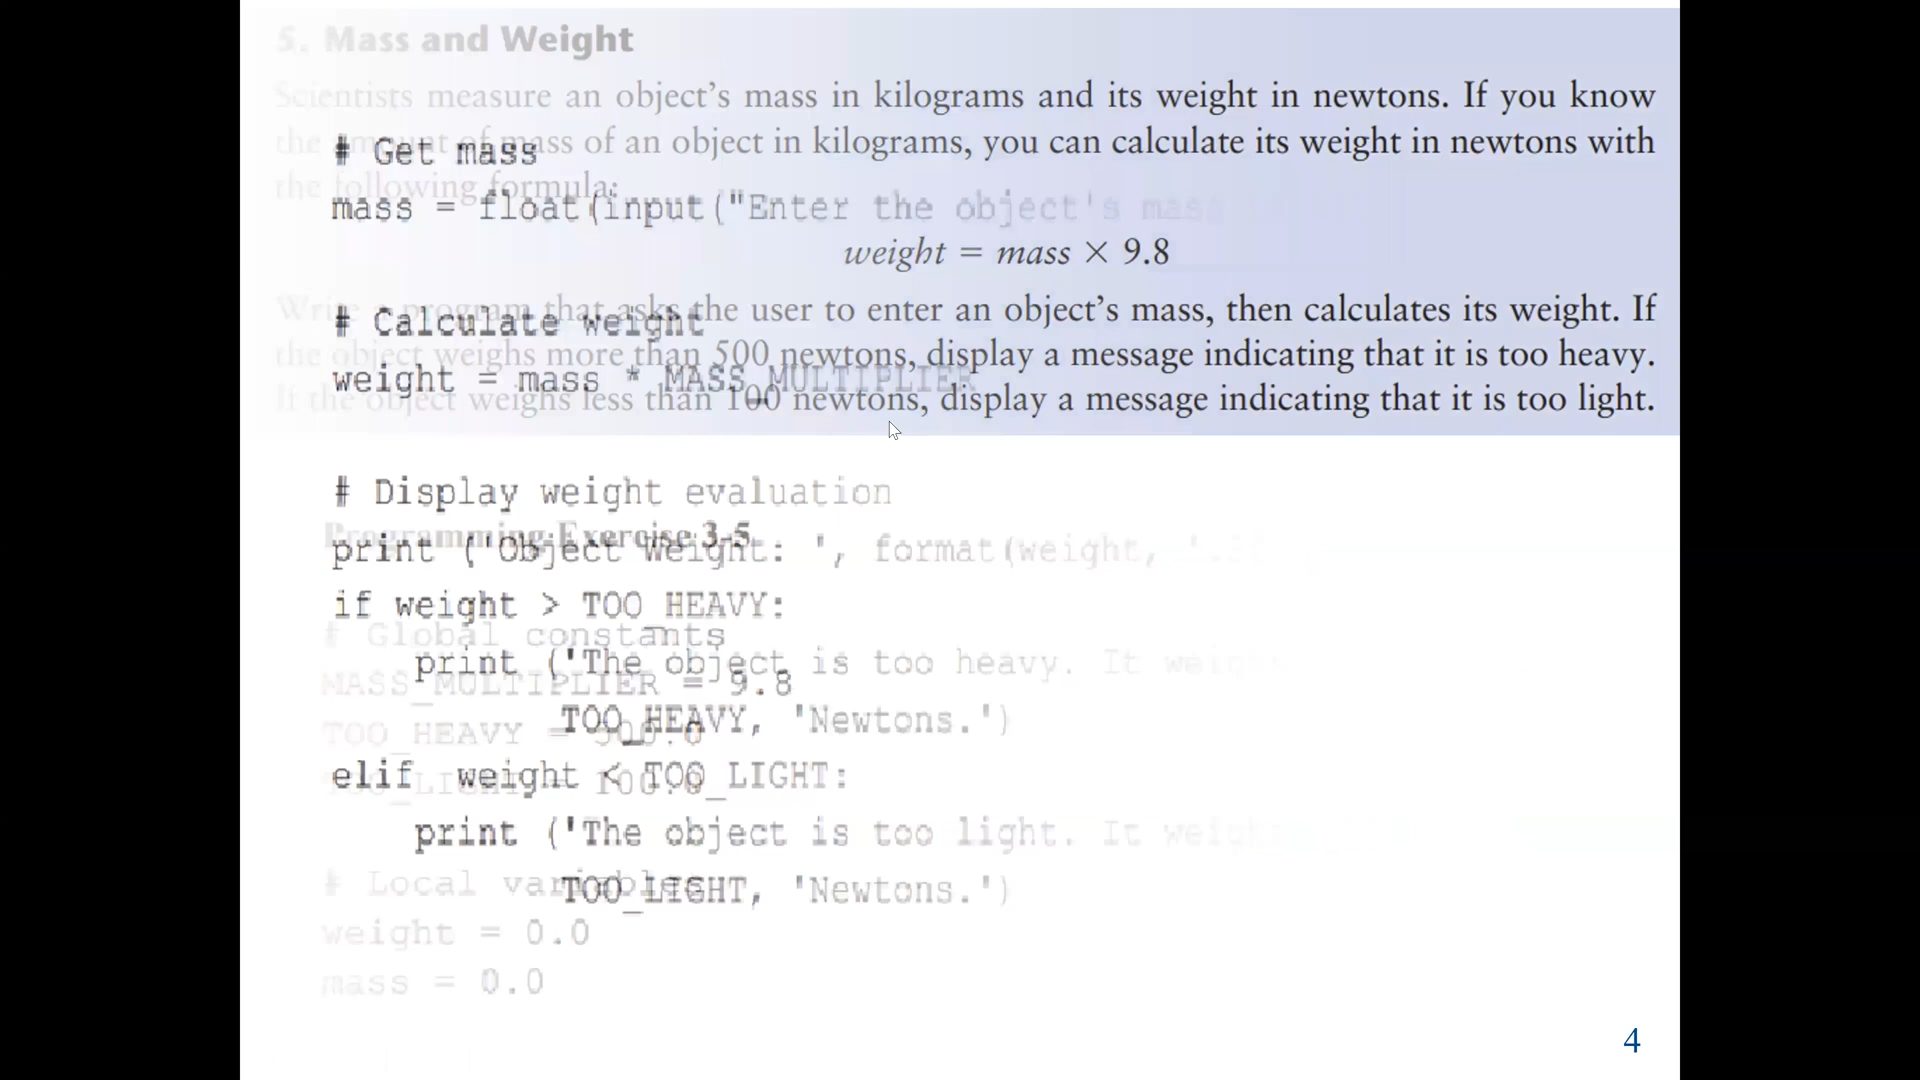 5. Mass and Weight
Scientists measure an object's mass in kilograms and its weight in newtons. If you know
the amount of mass of an object in kilograms, you can calculate its weight in newtons with
the following formula:
weight = mass × 9.8
Write a program that asks the user to enter an object's mass, then calculates its weight. If
the object weighs more than 500 newtons, display a message indicating that it is too heavy.
If the object weighs less than 100 newtons, display a message indicating that it is too light.
Programming Exercise 3-5
# Global constants
MASS_MULTIPLIER = 9.8
TOO_HEAVY = 500.0
TOO_LIGHT = 100.0
# Local variables
weight = 0.0
mass = 0.0
# Get mass
mass = float(input("Enter the object's mass
# Calculate weight
weight = mass * MASS_MULTIPLIER
# Display weight evaluation
print ('Object Weight: ', format(weight,
if weight > TOO_HEAVY:
print ('The object is too heavy. It
TOO_HEAVY, 'Newtons.')
elif  weight < TOO_LIGHT:
print ('The object is too light. It
TOO_LIGHT, 'Newtons.')
4